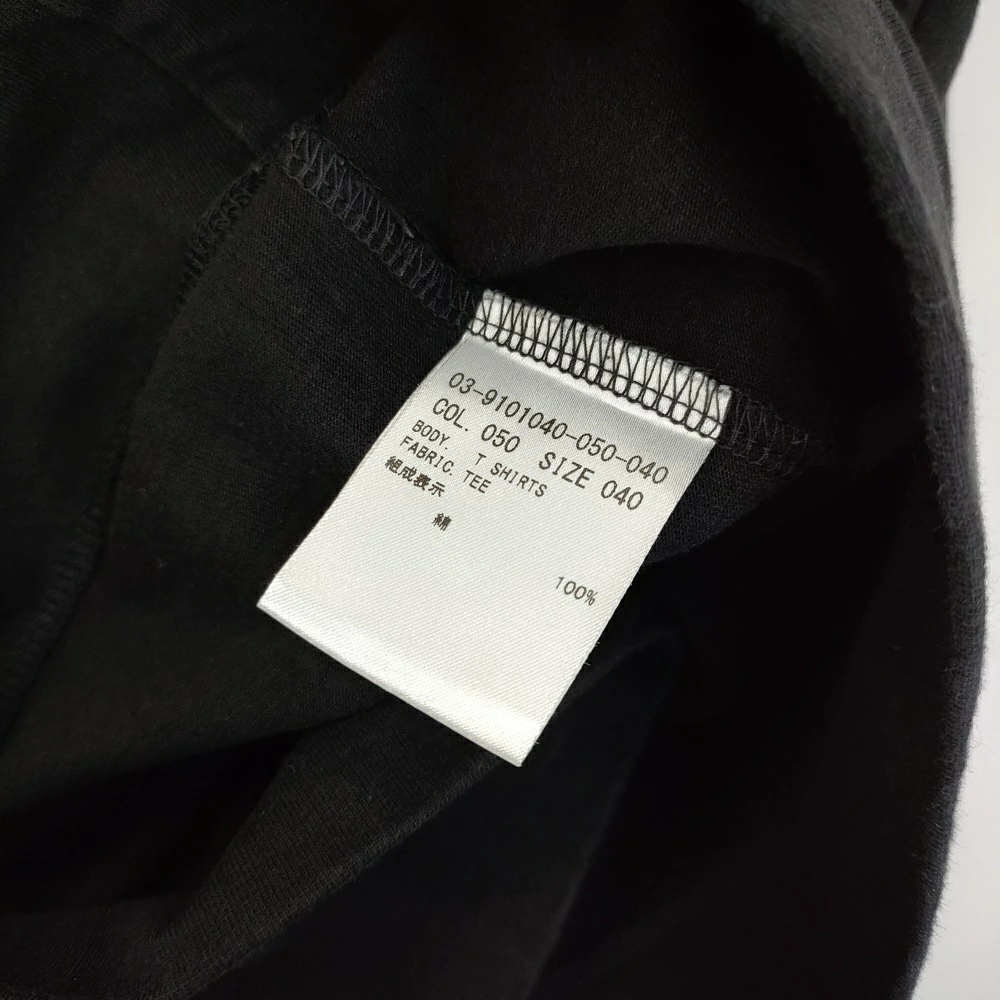 03-9101040-050-040
COL. 050 SIZE 040
BODY. T SHIRTS
FABRIC. TEE
組成表示
綿
100%